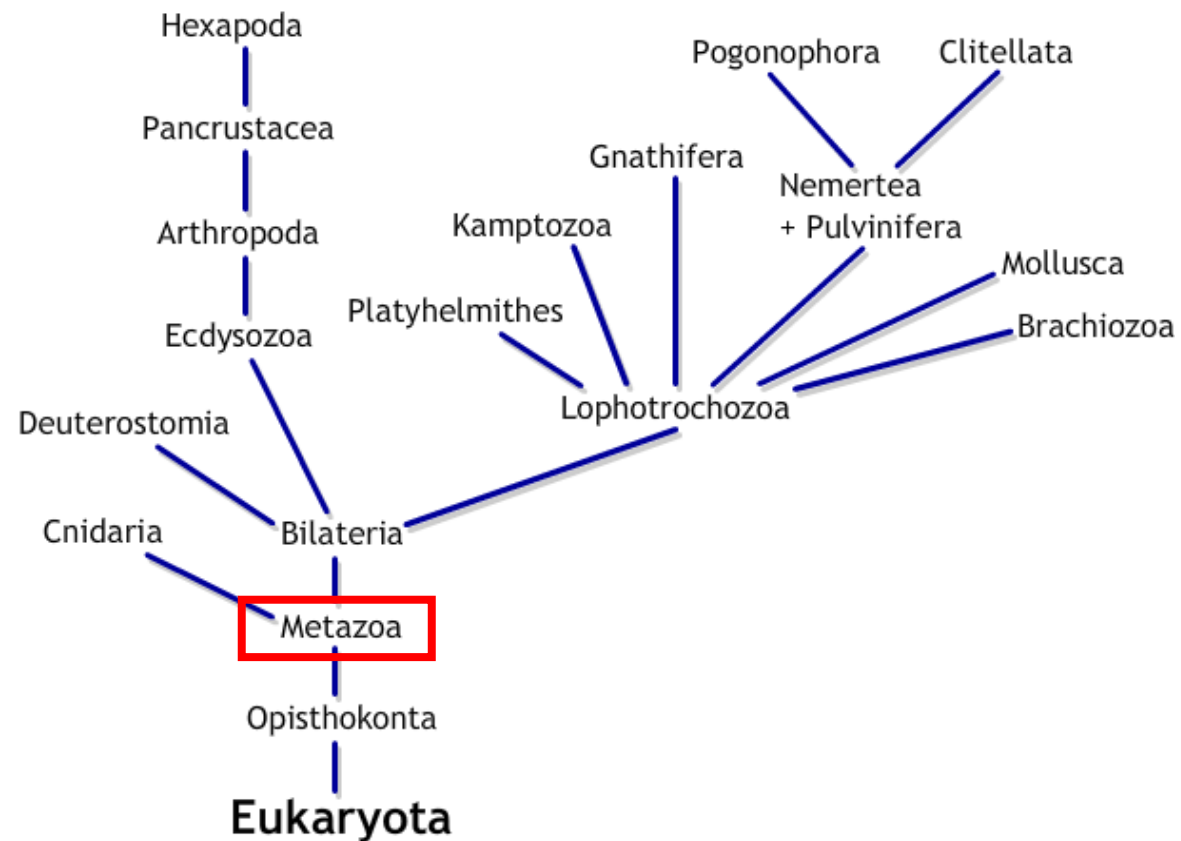 Hexapoda
Pogonophora
Clitellata
Pancrustacea
Gnathifera
Nemertea
+ Pulvinifera
Kamptozoa
Arthropoda
Mollusca
Platyhelmithes
Brachiozoa
Ecdysozoa
Lophotrochozoa
Deuterostomia
Cnidaria
Bilateria
Metazoa
Opisthokonta
Eukaryota